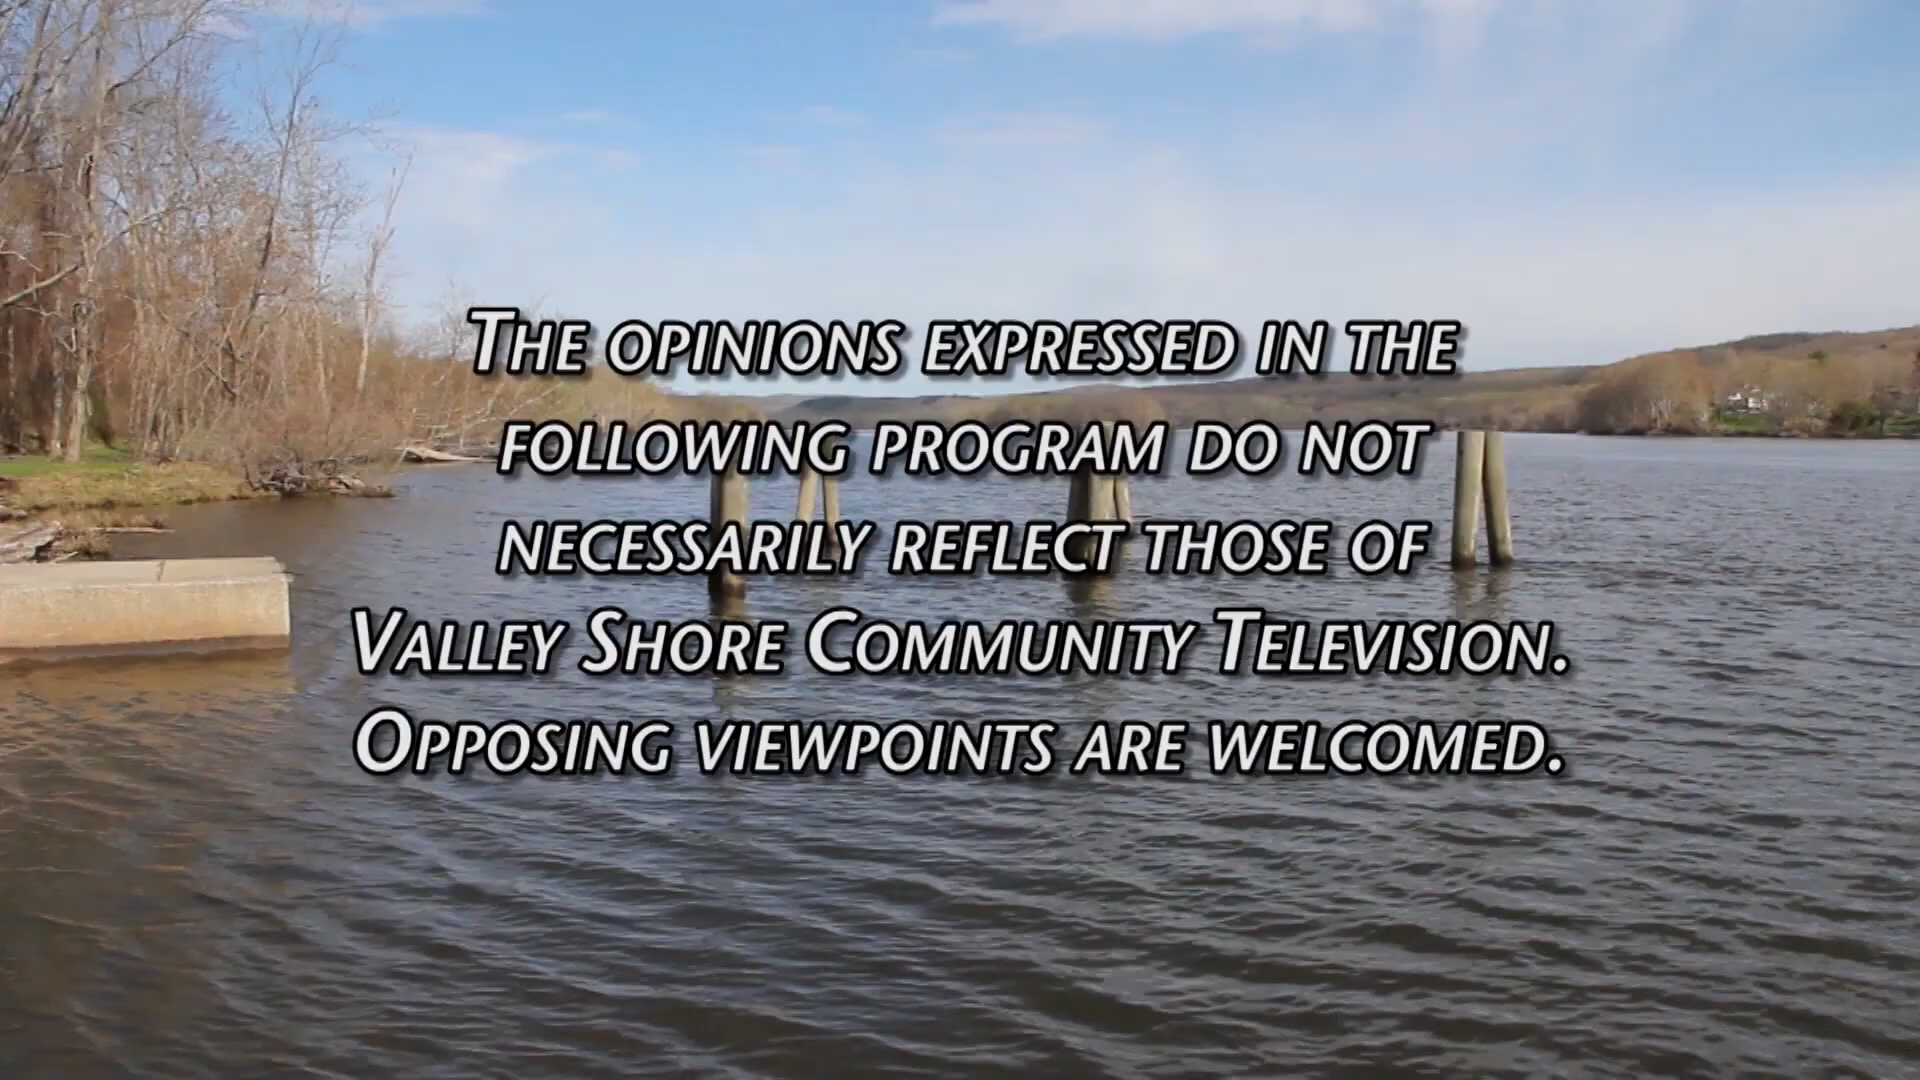 The opinions expressed in the
following program do not
necessarily reflect those of
Valley Shore Community Television.
Opposing viewpoints are welcomed.